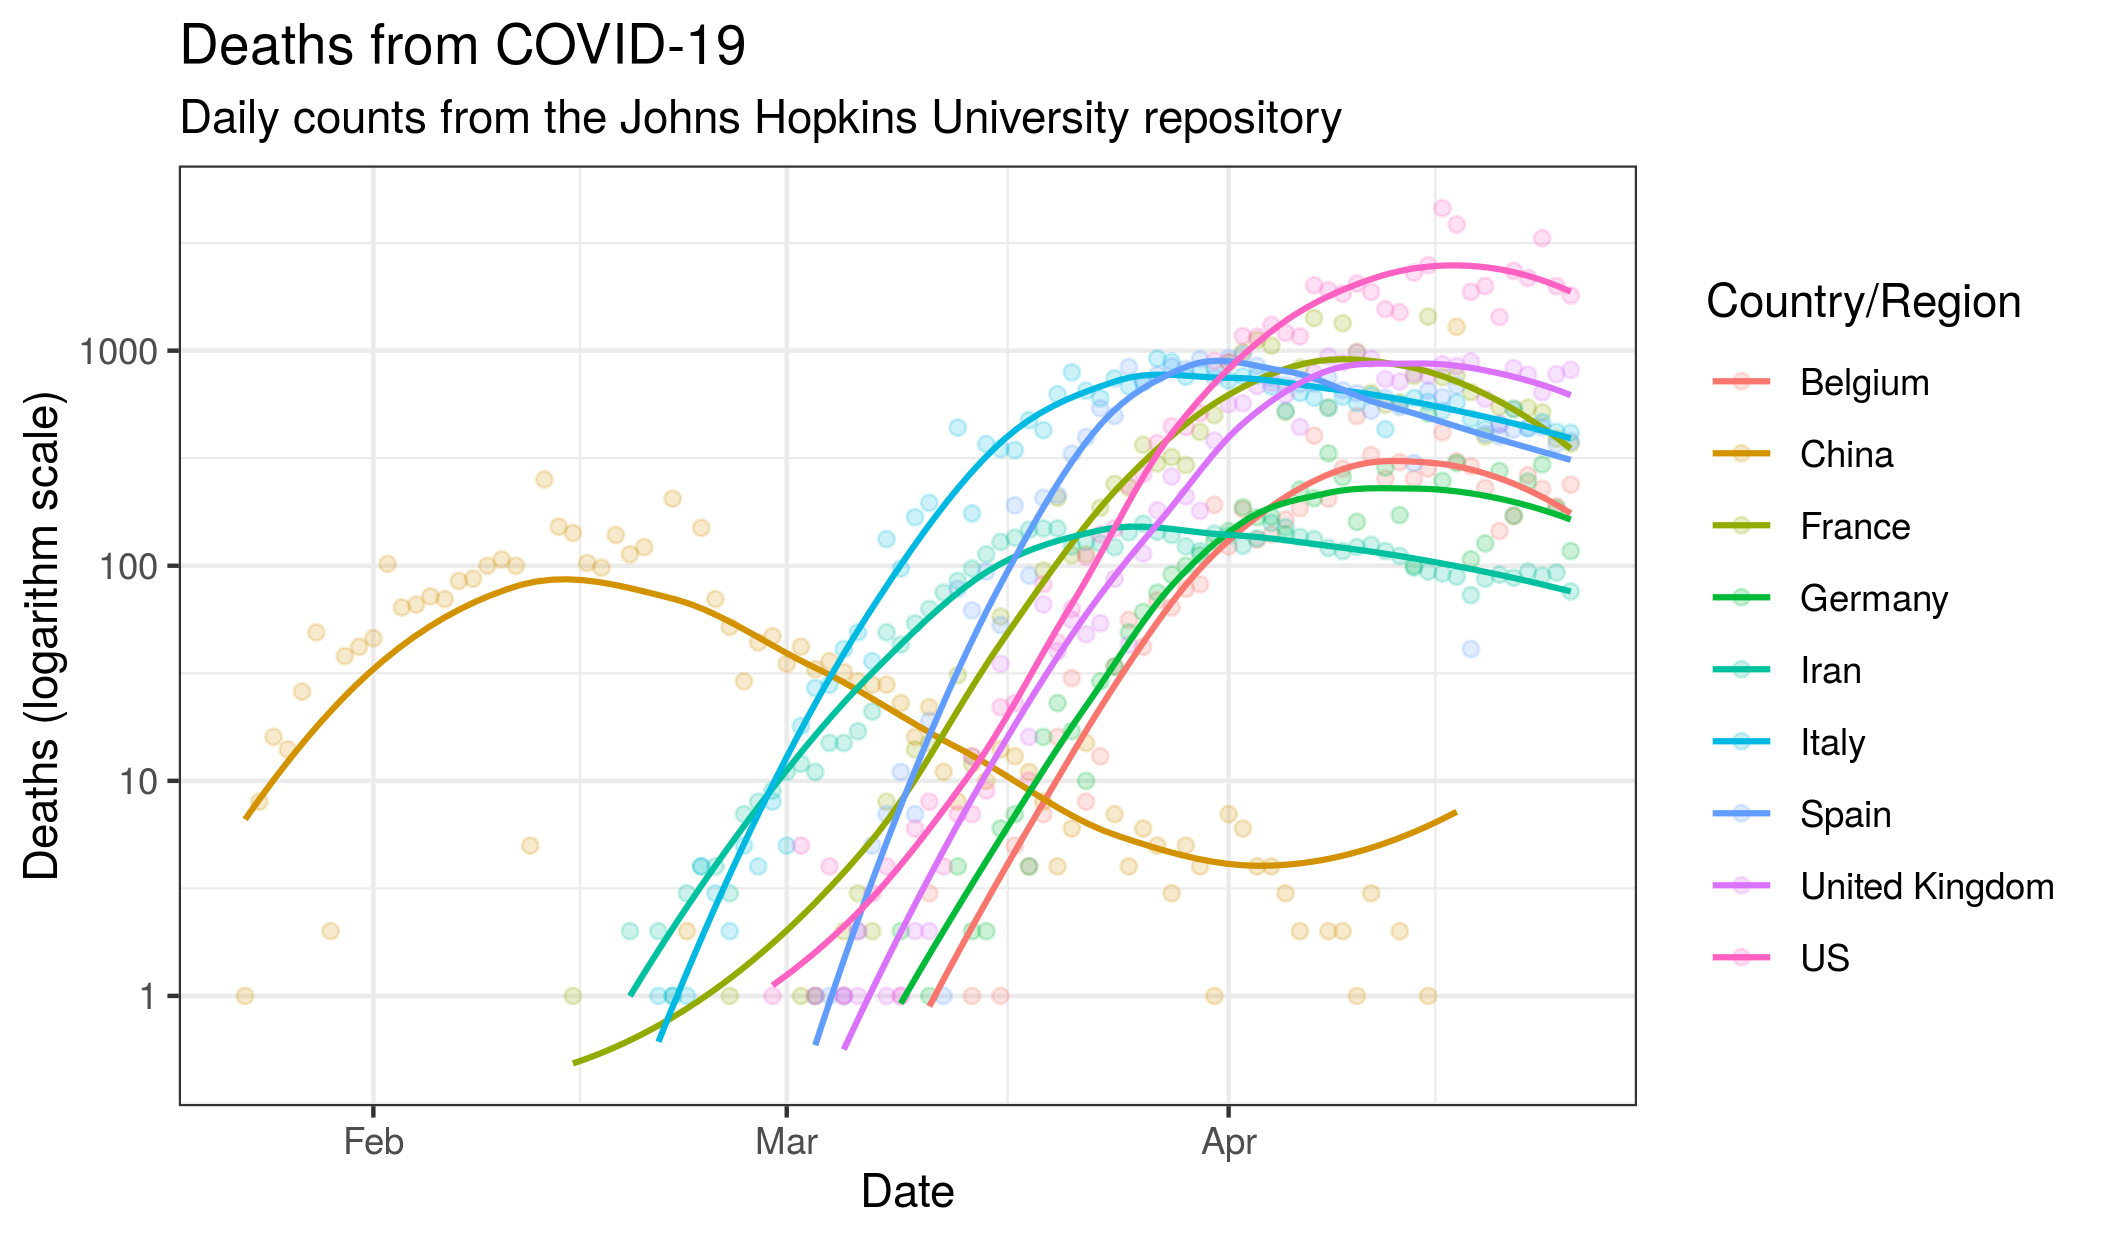 Deaths from COVID-19
Daily counts from the Johns Hopkins University repository
Deaths (logarithm scale)
1000
100
10
1
Feb
Mar
Apr
Date
Country/Region
Belgium
China
France
Germany
Iran
Italy
Spain
United Kingdom
US